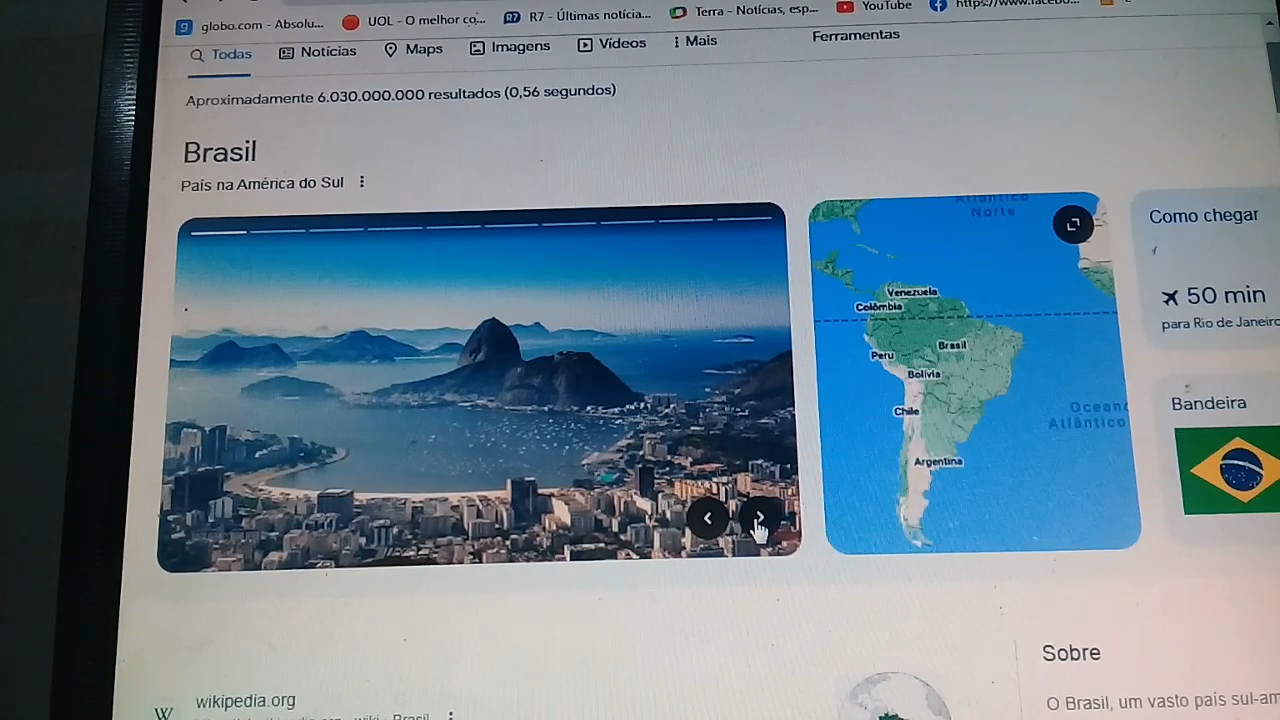 globo.com - Absolu...
UOL - O melhor co...
R7 - Últimas notícia...
Terra - Notícias, esp...
YouTube
Todas
Notícias
Maps
Imagens
Vídeos
Mais
Ferramentas
Aproximadamente 6.030.000.000 resultados (0,56 segundos)
Brasil
País na América do Sul
Atlântico
Norte
Venezuela
Colômbia
Brasil
Peru
Bolívia
Chile
Argentina
Oceano
Atlântico
Como chegar
50 min
para Rio de Janeiro
Bandeira
wikipedia.org
Sobre
O Brasil, um vasto país sul-am